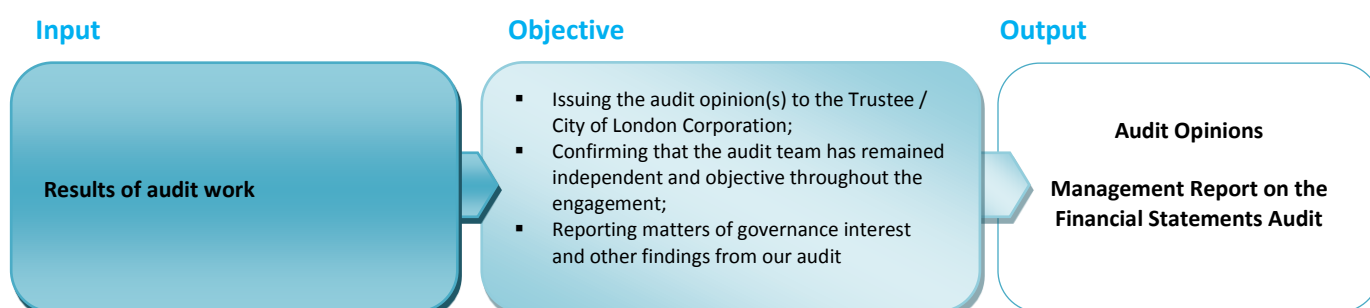 Input
Objective
Output
Results of audit work
▪ Issuing the audit opinion(s) to the Trustee /
City of London Corporation;
▪ Confirming that the audit team has remained
independent and objective throughout the
engagement;
▪ Reporting matters of governance interest
and other findings from our audit
Audit Opinions
Management Report on the
Financial Statements Audit